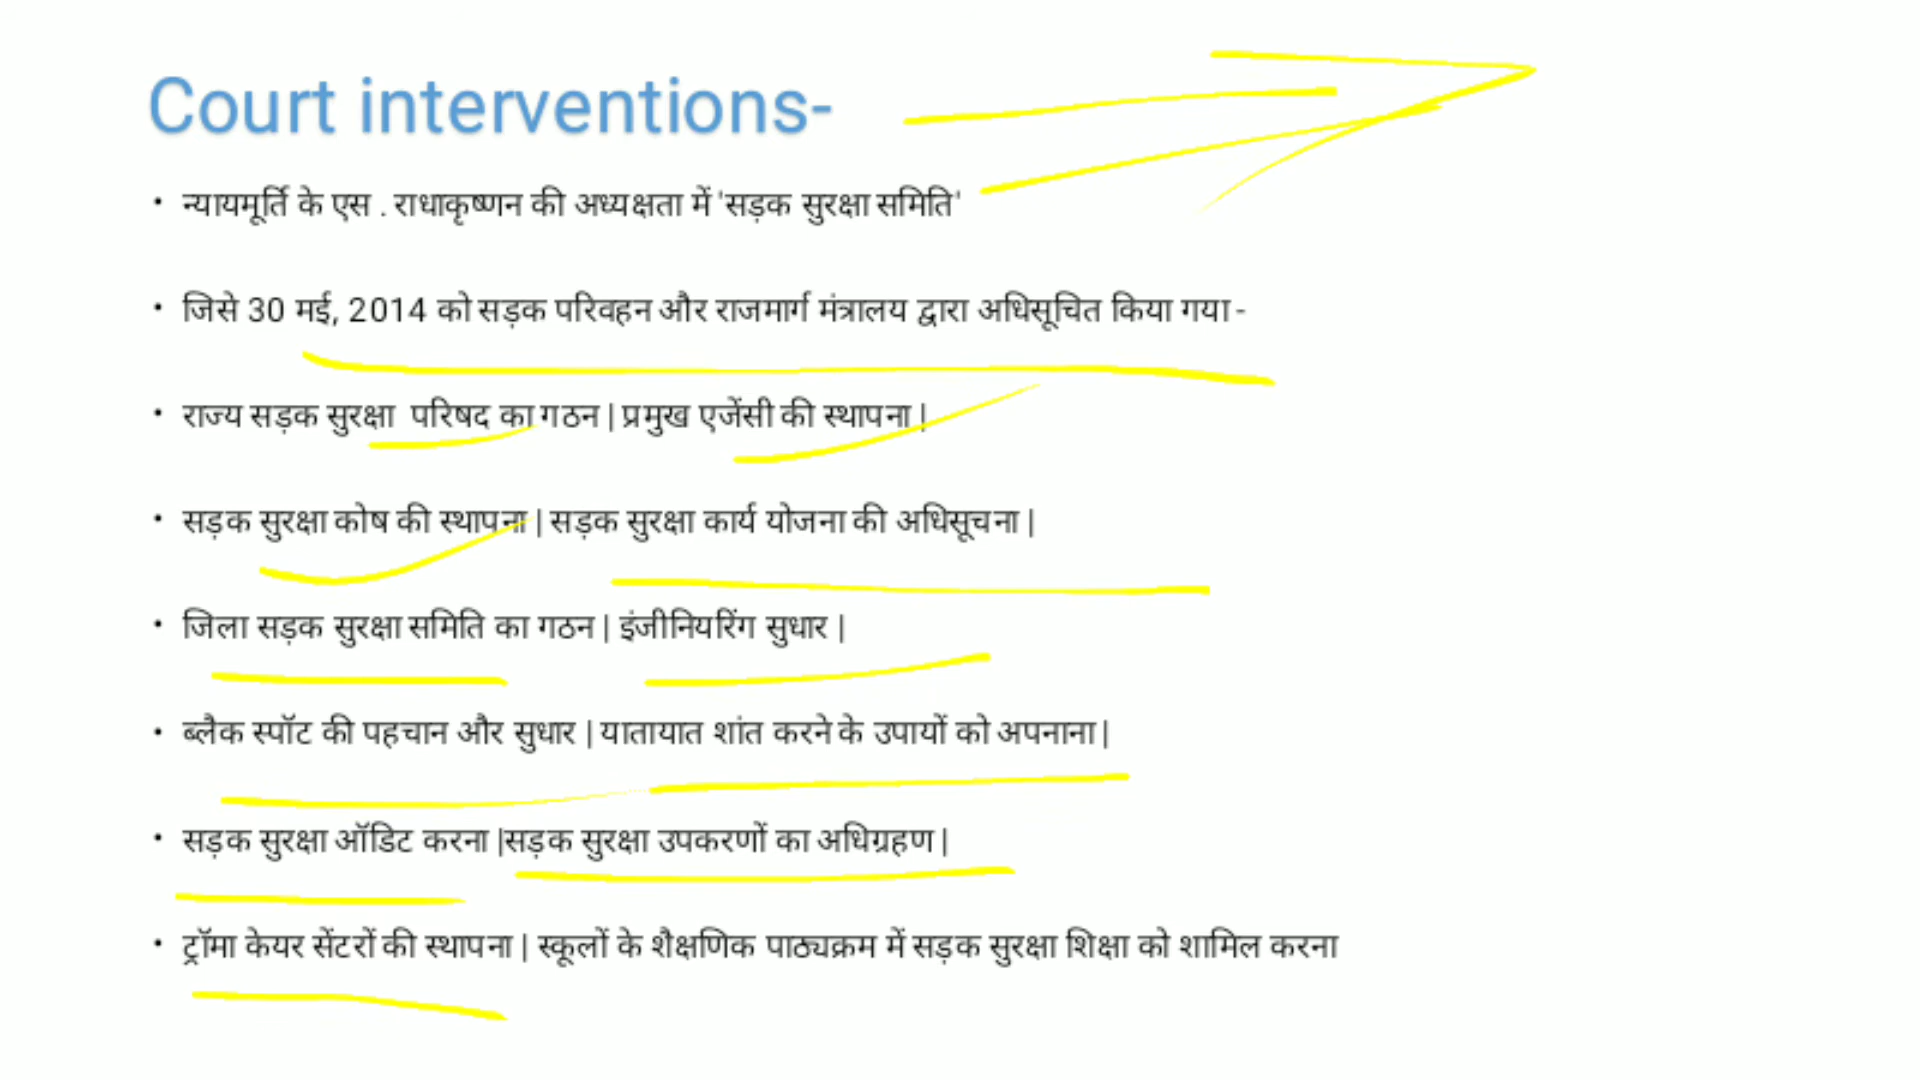 Court interventions-
• न्यायमूर्ति के एस . राधाकृष्णन की अध्यक्षता में 'सड़क सुरक्षा समिति'
• जिसे 30 मई, 2014 को सड़क परिवहन और राजमार्ग मंत्रालय द्वारा अधिसूचित किया गया -
• राज्य सड़क सुरक्षा परिषद का गठन | प्रमुख एजेंसी की स्थापना |
• सड़क सुरक्षा कोष की स्थापना | सड़क सुरक्षा कार्य योजना की अधिसूचना |
• जिला सड़क सुरक्षा समिति का गठन | इंजीनियरिंग सुधार |
• ब्लैक स्पॉट की पहचान और सुधार | यातायात शांत करने के उपायों को अपनाना |
• सड़क सुरक्षा ऑडिट करना |सड़क सुरक्षा उपकरणों का अधिग्रहण |
• ट्रॉमा केयर सेंटरों की स्थापना | स्कूलों के शैक्षणिक पाठ्यक्रम में सड़क सुरक्षा शिक्षा को शामिल करना